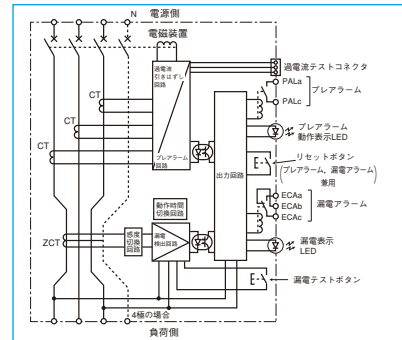 N 電源側
電磁装置
過電流
引きはずし
回路
過電流テストコネクタ
PALa
PALc
プレアラーム
CT
CT
CT
プレアラーム
回路
出力回路
プレアラーム
動作表示LED
リセットボタン
(プレアラーム、漏電アラーム)
兼用
ECAa
ECAb
ECAc
漏電アラーム
動作時間
切換回路
ZCT
感度
切換
回路
漏電
検出回路
漏電表示
LED
漏電テストボタン
4極の場合
負荷側